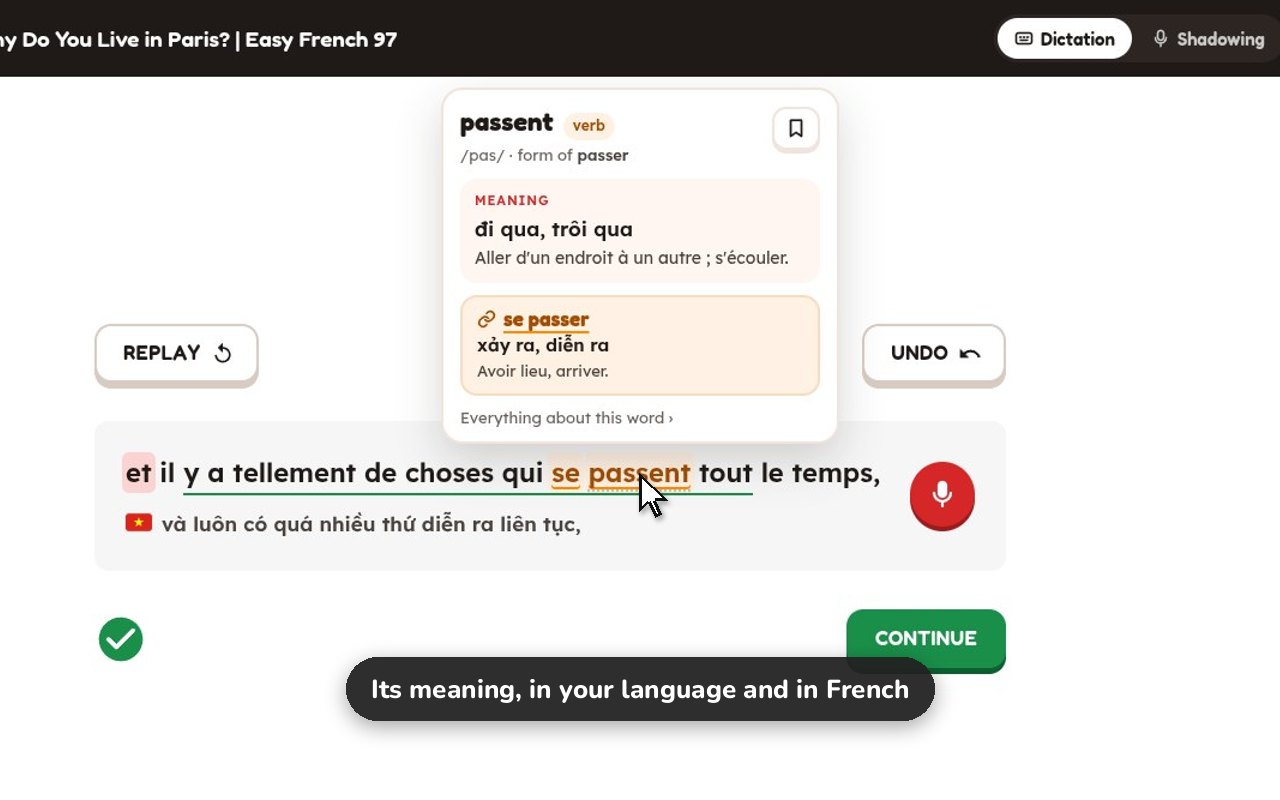 ny Do You Live in Paris? | Easy French 97
Dictation
Shadowing
passent verb
/pas/ · form of passer
MEANING
đi qua, trôi qua
Aller d'un endroit à un autre ; s'écouler.
se passer
xảy ra, diễn ra
Avoir lieu, arriver.
Everything about this word ›
REPLAY
UNDO
et il y a tellement de choses qui se passent tout le temps,
và luôn có quá nhiều thứ diễn ra liên tục,
CONTINUE
Its meaning, in your language and in French